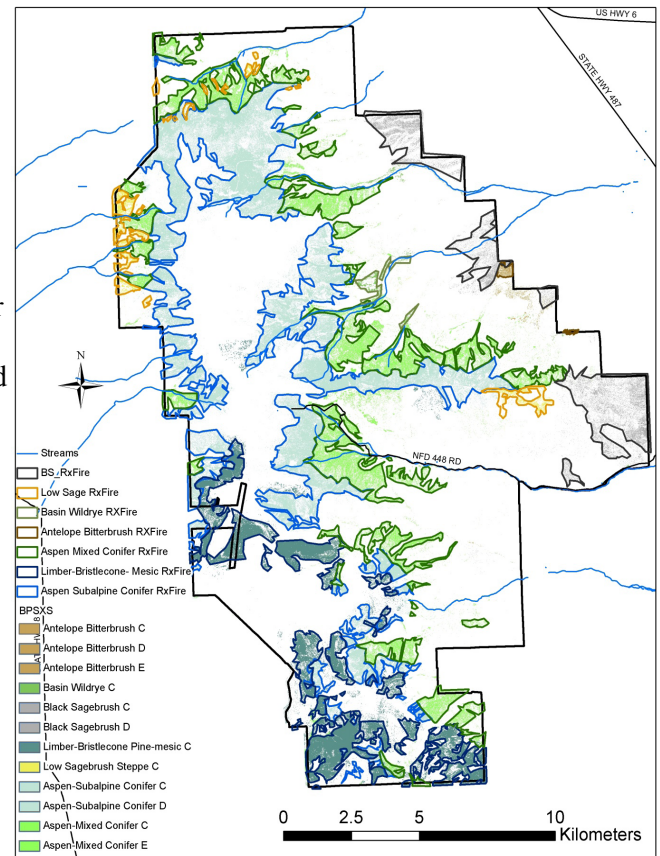 US HWY 6
STATE HWY 487
r
d
N
NFD 448 RD
Streams
BS_RxFire
Low Sage RxFire
Basin Wildrye RXFire
Antelope Bitterbrush RXFire
Aspen Mixed Conifer RxFire
Limber-Bristlecone- Mesic RxFire
Aspen Subalpine Conifer RxFire
BPSXS
Antelope Bitterbrush C
Antelope Bitterbrush D
Antelope Bitterbrush E
Basin Wildrye C
Black Sagebrush C
Black Sagebrush D
Limber-Bristlecone Pine-mesic C
Low Sagebrush Steppe C
Aspen-Subalpine Conifer C
Aspen-Subalpine Conifer D
Aspen-Mixed Conifer C
Aspen-Mixed Conifer E
0 2.5 5 10
Kilometers